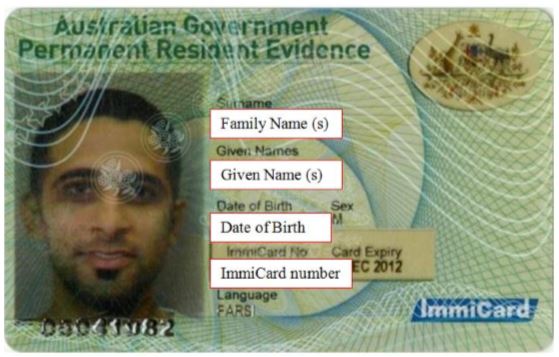 Australian Government
Permanent Resident Evidence
Surname
Family Name (s)
Given Names
Given Name (s)
Date of Birth Sex
Date of Birth M
ImmiCard No Card Expiry
ImmiCard number EC 2012
Language
FARSI
ImmiCard